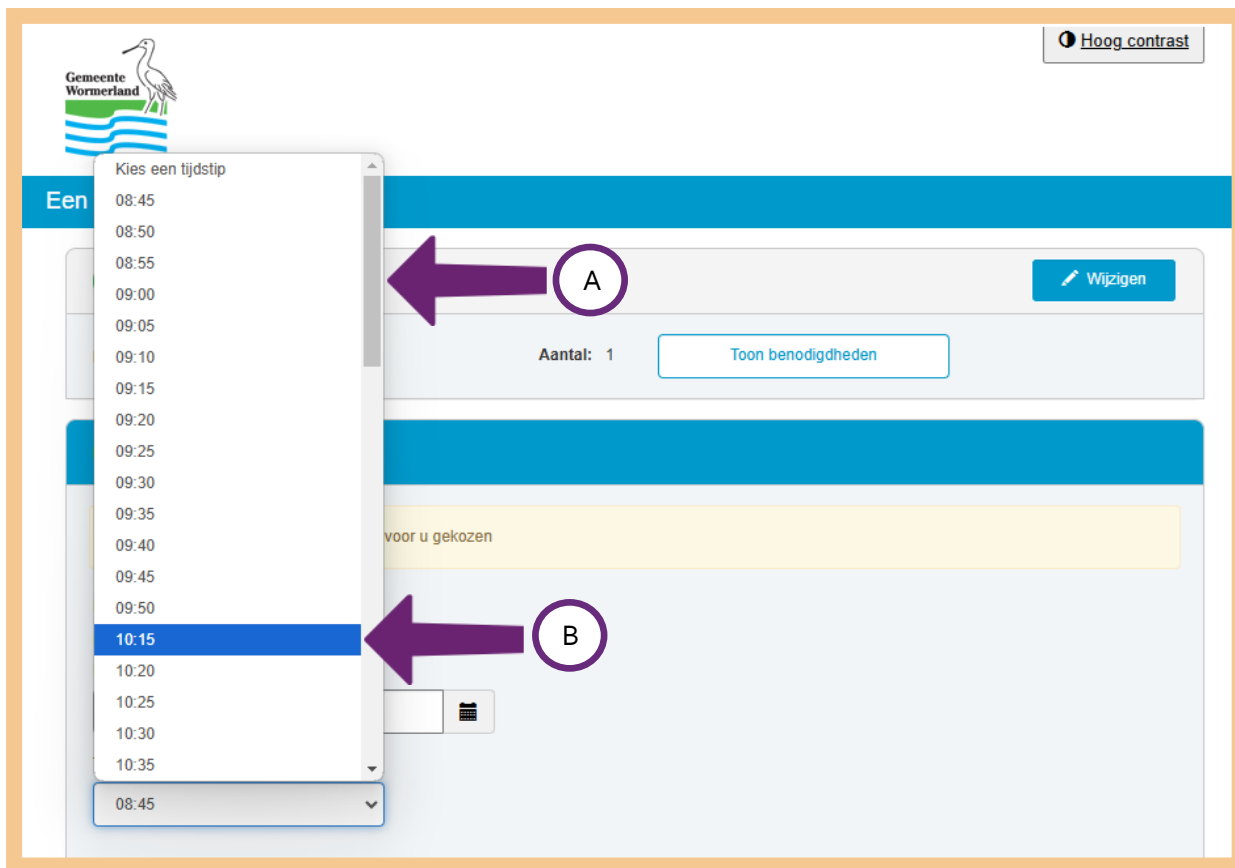 Hoog contrast
Gemeente
Wormerland
Kies een tijdstip
Een
08:45
08:50
08:55
09:00
A
Wijzigen
09:05
09:10
Aantal: 1
Toon benodigdheden
09:15
09:20
09:25
09:30
09:35
voor u gekozen
09:40
09:45
09:50
10:15
B
10:20
10:25
10:30
10:35
08:45